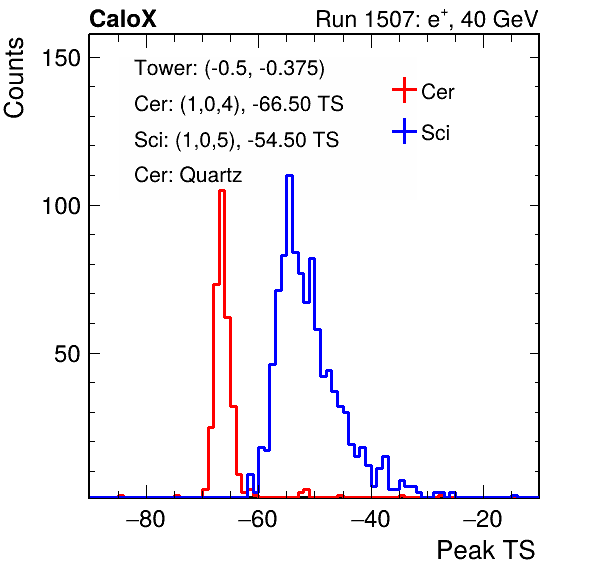 CaloX Run 1507: e⁺, 40 GeV
Counts
150
100
50
Tower: (-0.5, -0.375)
Cer: (1,0,4), -66.50 TS
Sci: (1,0,5), -54.50 TS
Cer: Quartz
Cer
Sci
−80 −60 −40 −20
Peak TS